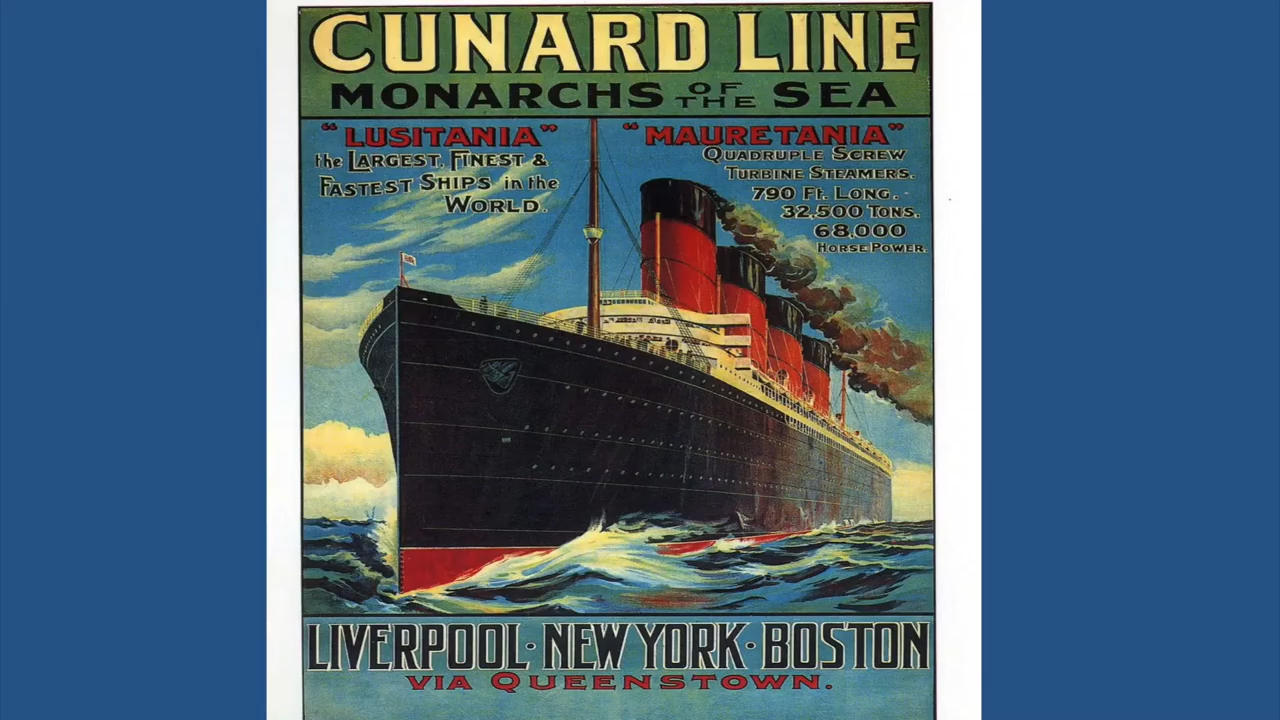 CUNARD LINE
MONARCHS OF THE SEA
"LUSITANIA" "MAURETANIA"
the LARGEST, FINEST &
FASTEST SHIPS in the
WORLD.
QUADRUPLE SCREW
TURBINE STEAMERS.
790 Ft. LONG.
32,500 TONS.
68,000
HORSE POWER.
LIVERPOOL · NEW YORK · BOSTON
VIA QUEENSTOWN.